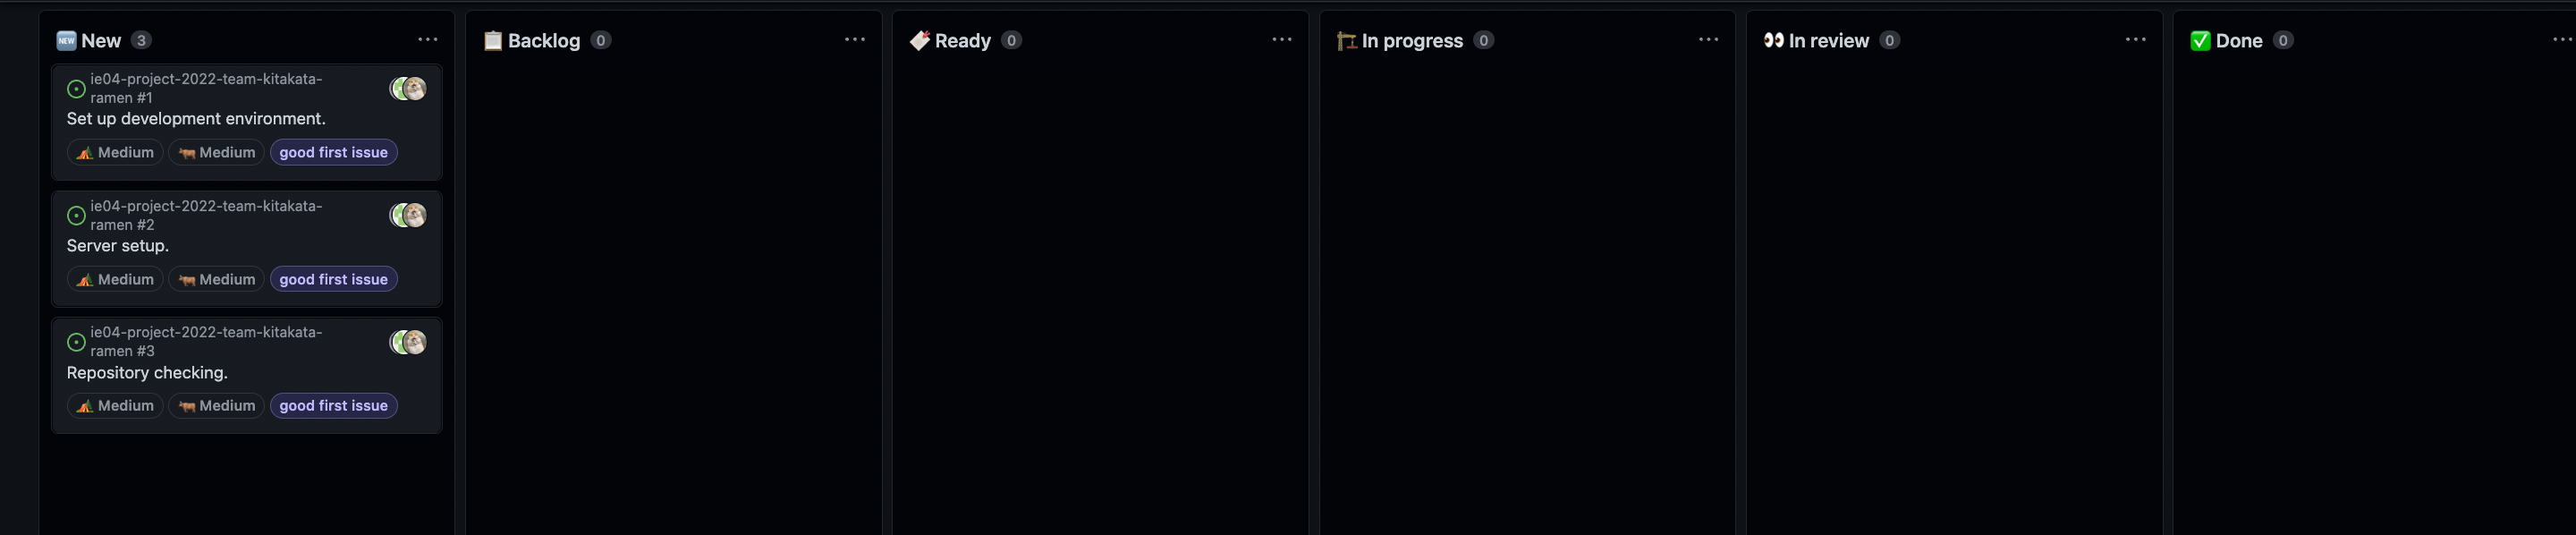 New 3
ie04-project-2022-team-kitakata-
ramen #1
Set up development environment.
Medium Medium good first issue
ie04-project-2022-team-kitakata-
ramen #2
Server setup.
Medium Medium good first issue
ie04-project-2022-team-kitakata-
ramen #3
Repository checking.
Medium Medium good first issue
Backlog 0
Ready 0
In progress 0
In review 0
Done 0